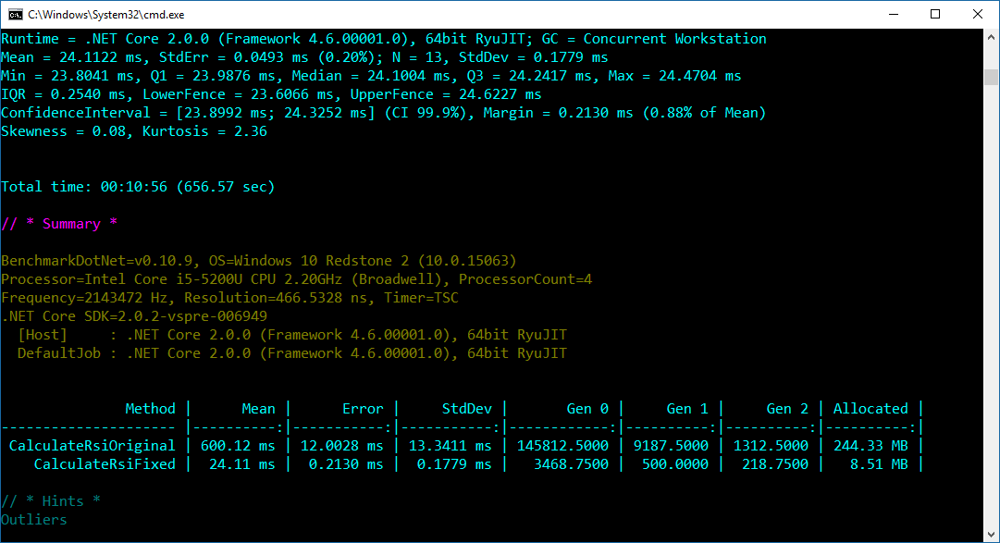 C:\Windows\System32\cmd.exe
Runtime = .NET Core 2.0.0 (Framework 4.6.00001.0), 64bit RyuJIT; GC = Concurrent Workstation
Mean = 24.1122 ms, StdErr = 0.0493 ms (0.20%); N = 13, StdDev = 0.1779 ms
Min = 23.8041 ms, Q1 = 23.9876 ms, Median = 24.1004 ms, Q3 = 24.2417 ms, Max = 24.4704 ms
IQR = 0.2540 ms, LowerFence = 23.6066 ms, UpperFence = 24.6227 ms
ConfidenceInterval = [23.8992 ms; 24.3252 ms] (CI 99.9%), Margin = 0.2130 ms (0.88% of Mean)
Skewness = 0.08, Kurtosis = 2.36
Total time: 00:10:56 (656.57 sec)
// * Summary *
BenchmarkDotNet=v0.10.9, OS=Windows 10 Redstone 2 (10.0.15063)
Processor=Intel Core i5-5200U CPU 2.20GHz (Broadwell), ProcessorCount=4
Frequency=2143472 Hz, Resolution=466.5328 ns, Timer=TSC
.NET Core SDK=2.0.2-vspre-006949
  [Host]     : .NET Core 2.0.0 (Framework 4.6.00001.0), 64bit RyuJIT
  DefaultJob : .NET Core 2.0.0 (Framework 4.6.00001.0), 64bit RyuJIT
               Method |      Mean |      Error |     StdDev |       Gen 0 |     Gen 1 |     Gen 2 | Allocated |
--------------------- |----------:|-----------:|-----------:|------------:|----------:|----------:|----------:|
 CalculateRsiOriginal | 600.12 ms | 12.0028 ms | 13.3411 ms | 145812.5000 | 9187.5000 | 1312.5000 | 244.33 MB |
    CalculateRsiFixed |  24.11 ms |  0.2130 ms |  0.1779 ms |   3468.7500 |  500.0000 |  218.7500 |   8.51 MB |
// * Hints *
Outliers